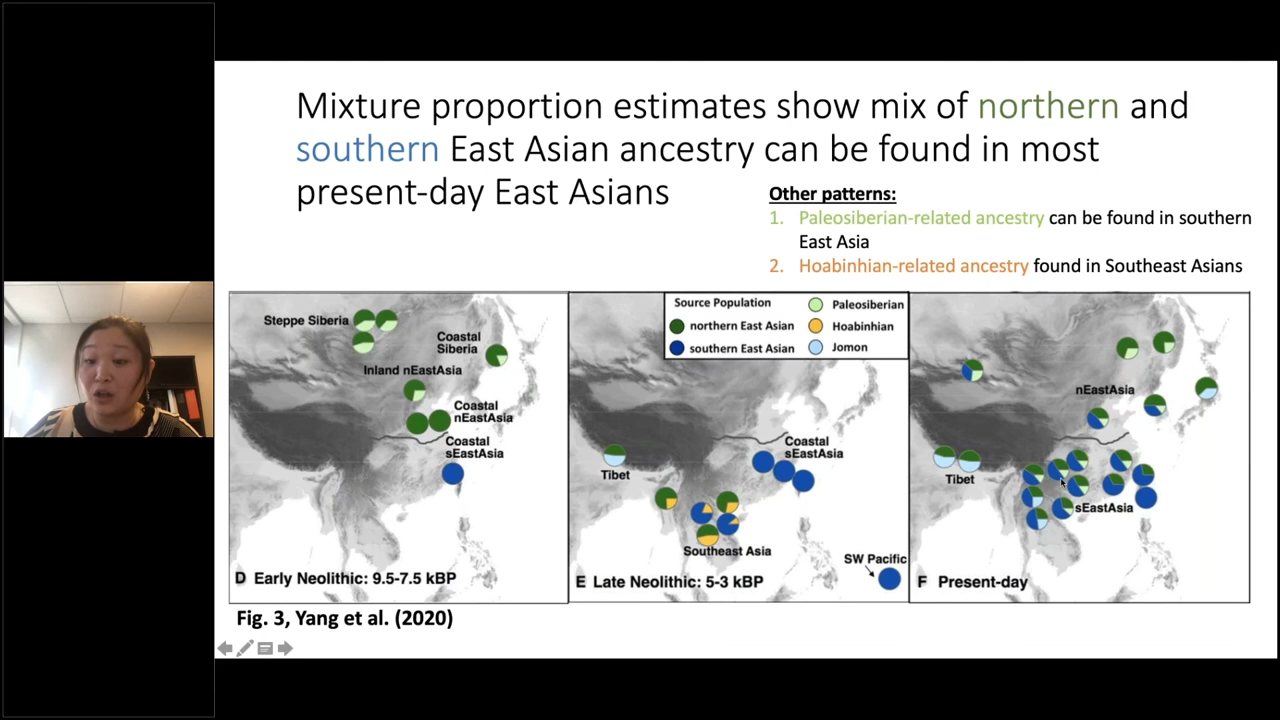 Mixture proportion estimates show mix of northern and
southern East Asian ancestry can be found in most
present-day East Asians
Other patterns:
1. Paleosiberian-related ancestry can be found in southern
East Asia
2. Hoabinhian-related ancestry found in Southeast Asians
Steppe Siberia
Coastal
Siberia
Inland nEastAsia
Coastal
nEastAsia
Coastal
sEastAsia
D Early Neolithic: 9.5-7.5 kBP
Source Population
northern East Asian
southern East Asian
Paleosiberian
Hoabinhian
Jomon
Coastal
sEastAsia
Tibet
Southeast Asia
SW Pacific
E Late Neolithic: 5-3 kBP
nEastAsia
Tibet
sEastAsia
F Present-day
Fig. 3, Yang et al. (2020)